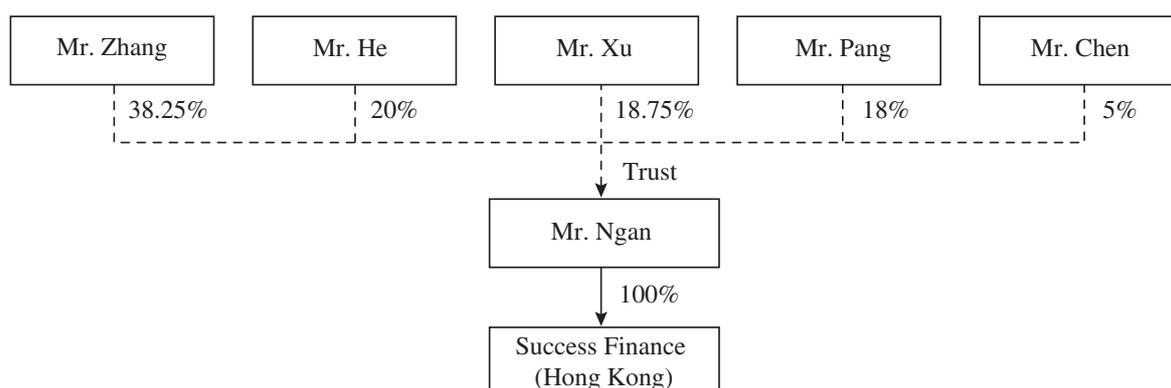 Mr. Zhang
Mr. He
Mr. Xu
Mr. Pang
Mr. Chen
38.25%
20%
18.75%
18%
5%
Trust
Mr. Ngan
100%
Success Finance
(Hong Kong)